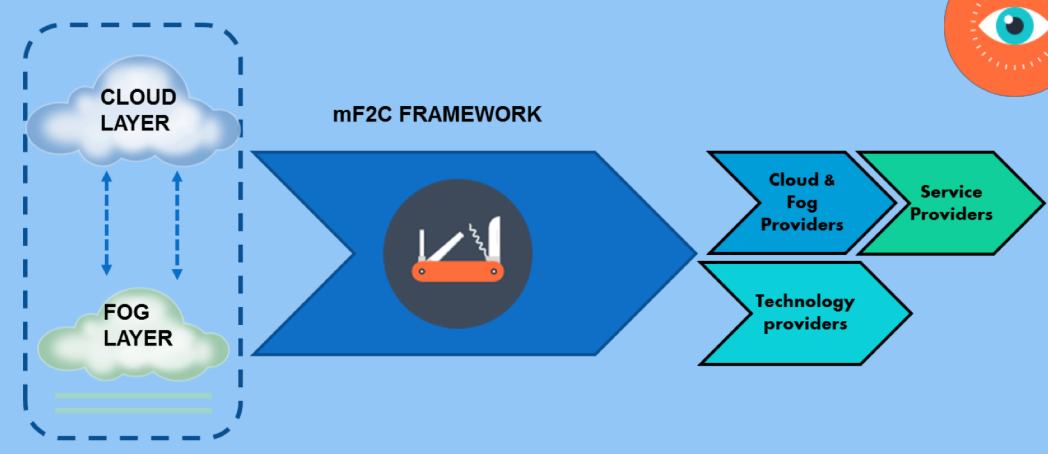 CLOUD
LAYER
FOG
LAYER
mF2C FRAMEWORK
Cloud &
Fog
Providers
Service
Providers
Technology
providers